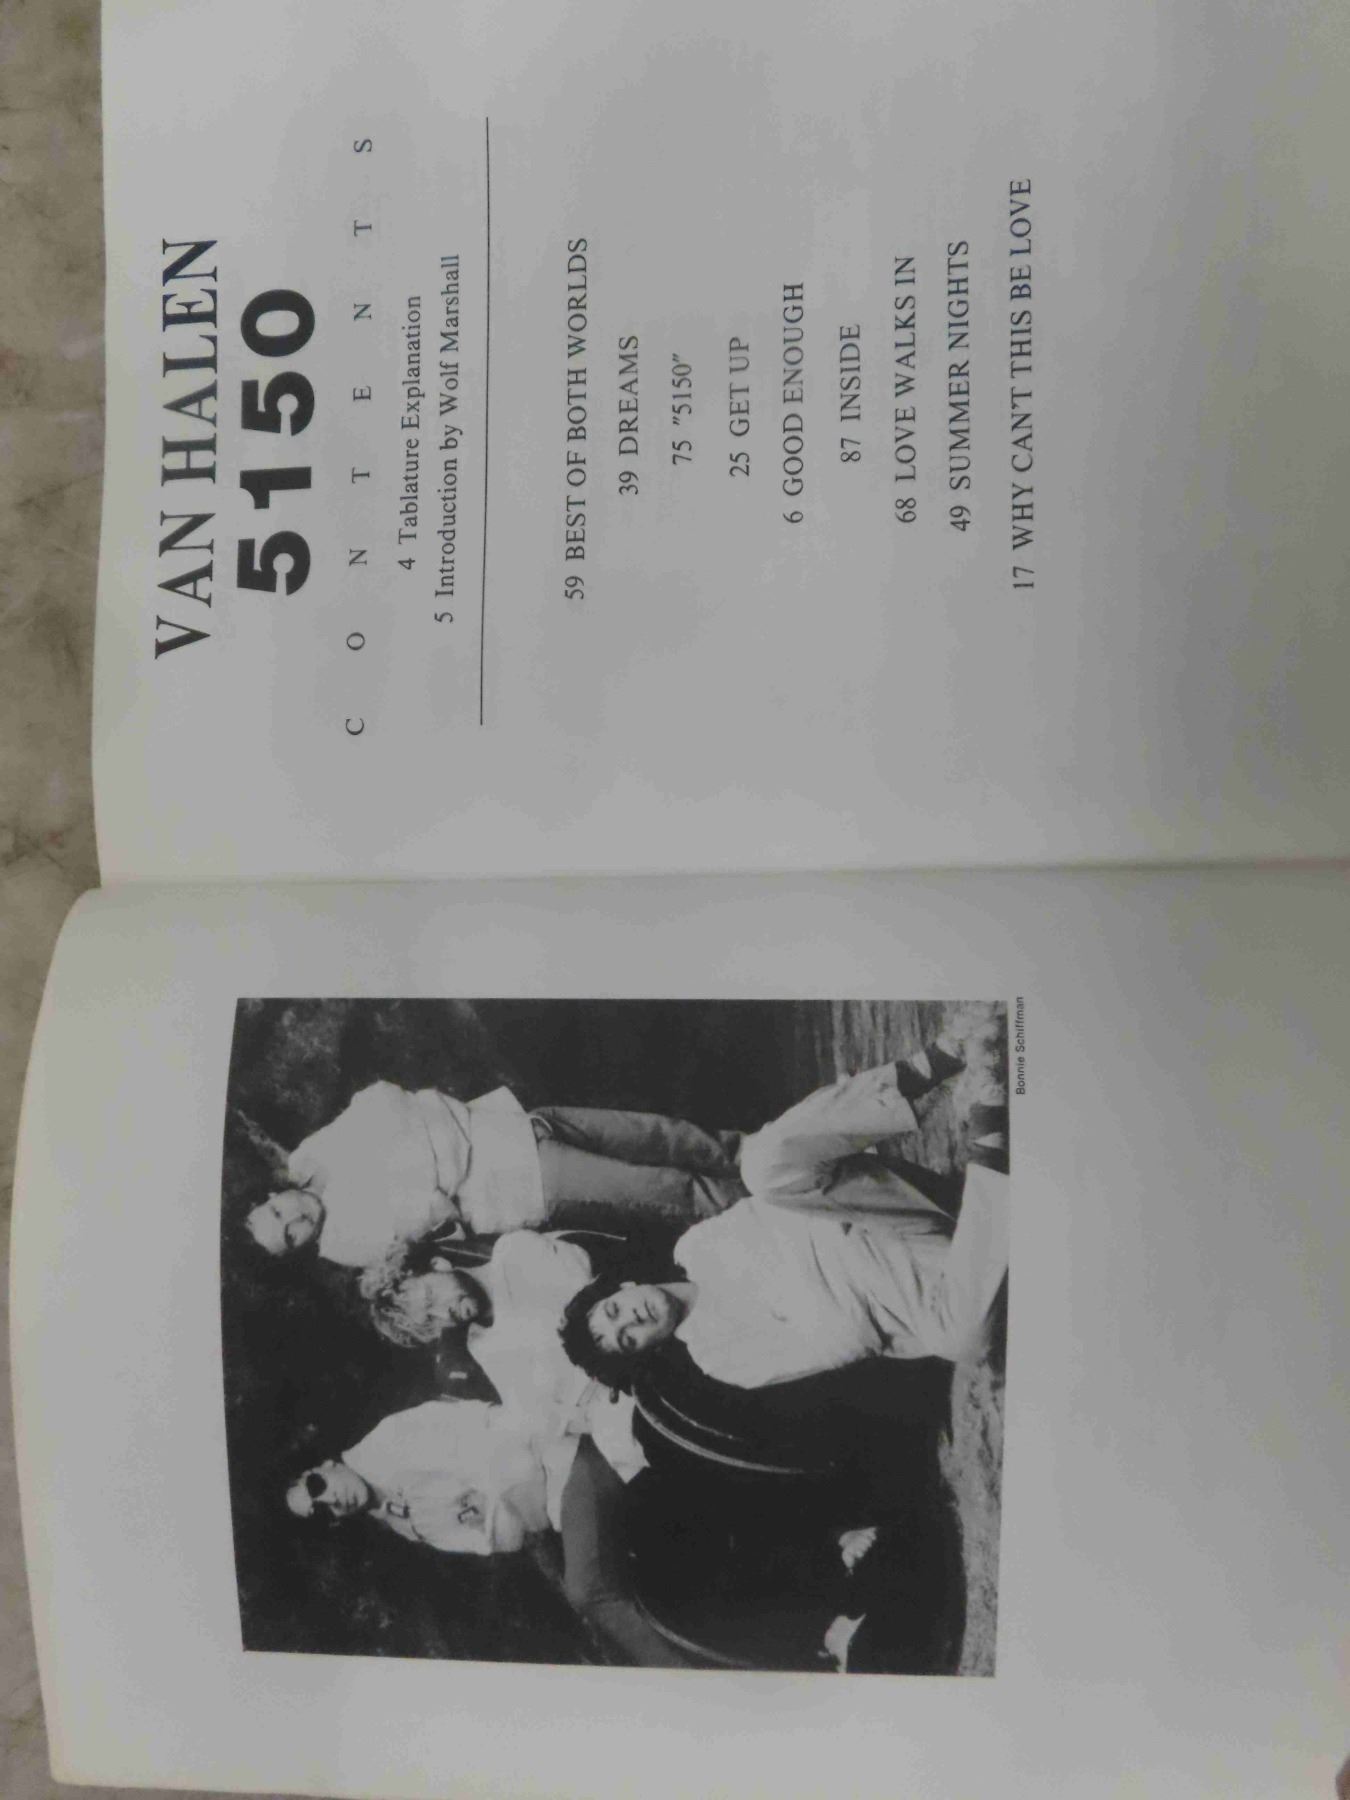 VAN HALEN
5150
CONTENTS
4 Tablature Explanation
5 Introduction by Wolf Marshall
59 BEST OF BOTH WORLDS
39 DREAMS
75 "5150"
25 GET UP
6 GOOD ENOUGH
87 INSIDE
68 LOVE WALKS IN
49 SUMMER NIGHTS
17 WHY CAN'T THIS BE LOVE
Bonnie Schiffman